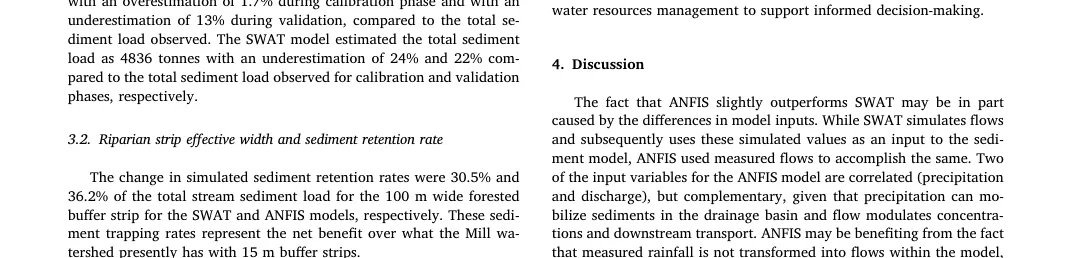 with an overestimation of 1.7% during calibration phase and with an
underestimation of 13% during validation, compared to the total se-
diment load observed. The SWAT model estimated the total sediment
load as 4836 tonnes with an underestimation of 24% and 22% com-
pared to the total sediment load observed for calibration and validation
phases, respectively.
3.2. Riparian strip effective width and sediment retention rate
The change in simulated sediment retention rates were 30.5% and
36.2% of the total stream sediment load for the 100 m wide forested
buffer strip for the SWAT and ANFIS models, respectively. These sedi-
ment trapping rates represent the net benefit over what the Mill wa-
tershed presently has with 15 m buffer strips.
water resources management to support informed decision-making.
4. Discussion
The fact that ANFIS slightly outperforms SWAT may be in part
caused by the differences in model inputs. While SWAT simulates flows
and subsequently uses these simulated values as an input to the sedi-
ment model, ANFIS used measured flows to accomplish the same. Two
of the input variables for the ANFIS model are correlated (precipitation
and discharge), but complementary, given that precipitation can mo-
bilize sediments in the drainage basin and flow modulates concentra-
tions and downstream transport. ANFIS may be benefiting from the fact
that measured rainfall is not transformed into flows within the model,